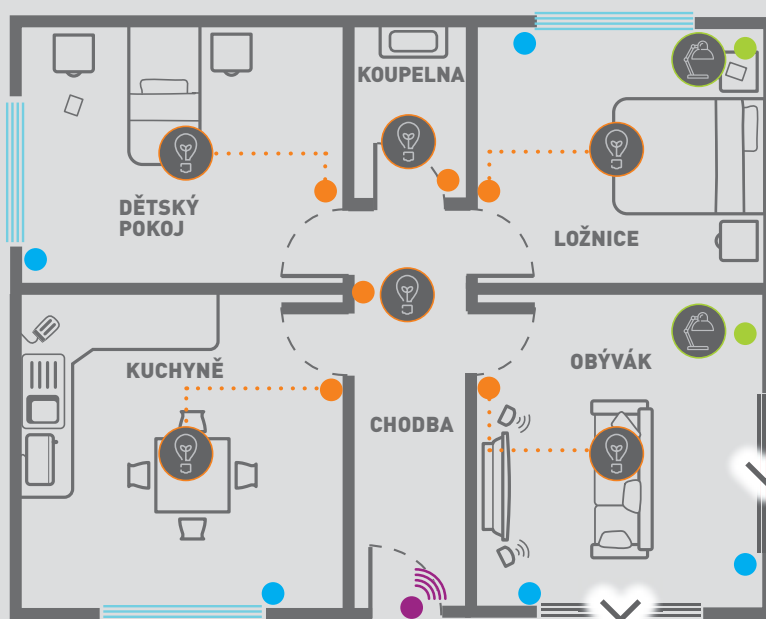 KOUPELNA
DĚTSKÝ
POKOJ
LOŽNICE
KUCHYNĚ
OBÝVÁK
CHODBA